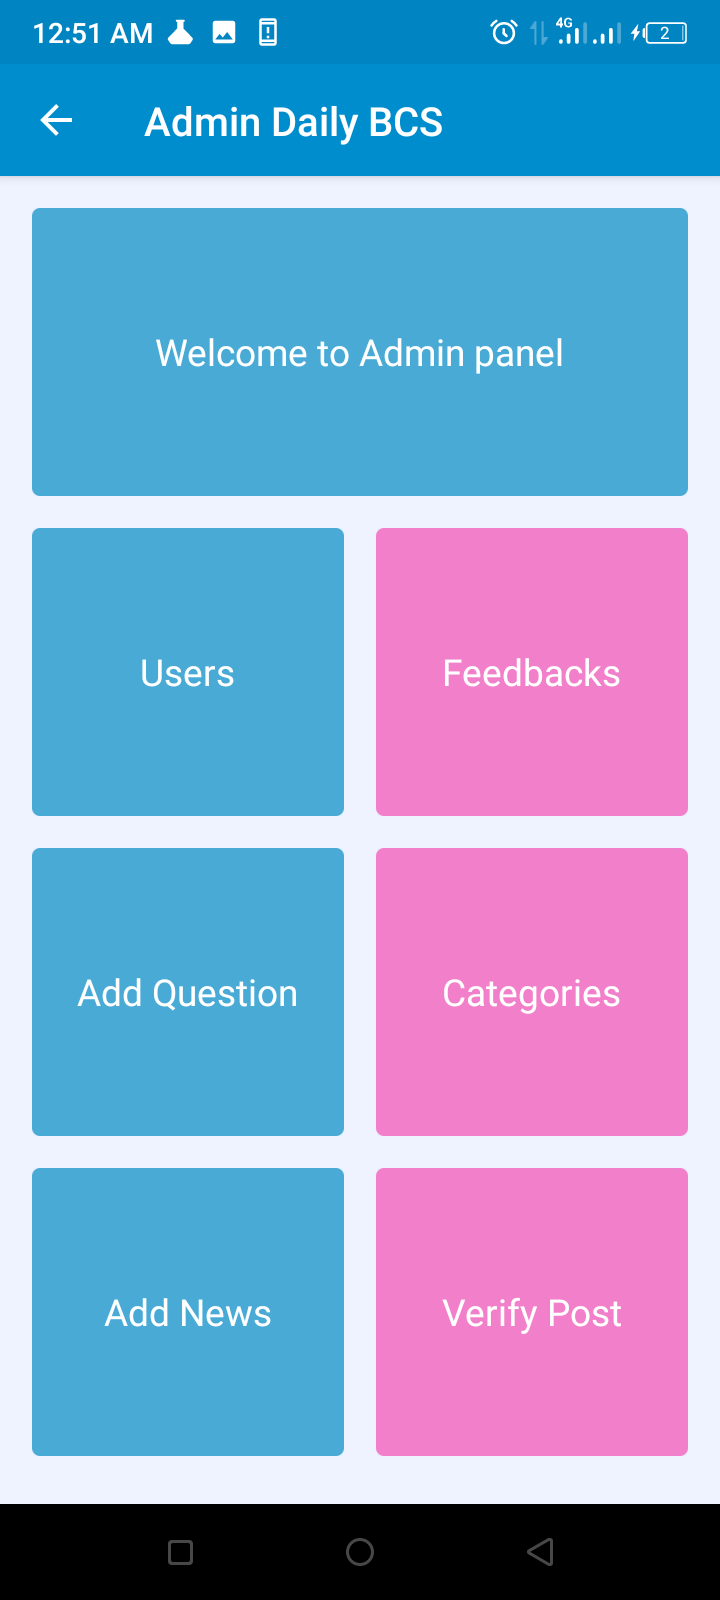 12:51 AM 4G 2
Admin Daily BCS
Welcome to Admin panel
Users
Feedbacks
Add Question
Categories
Add News
Verify Post